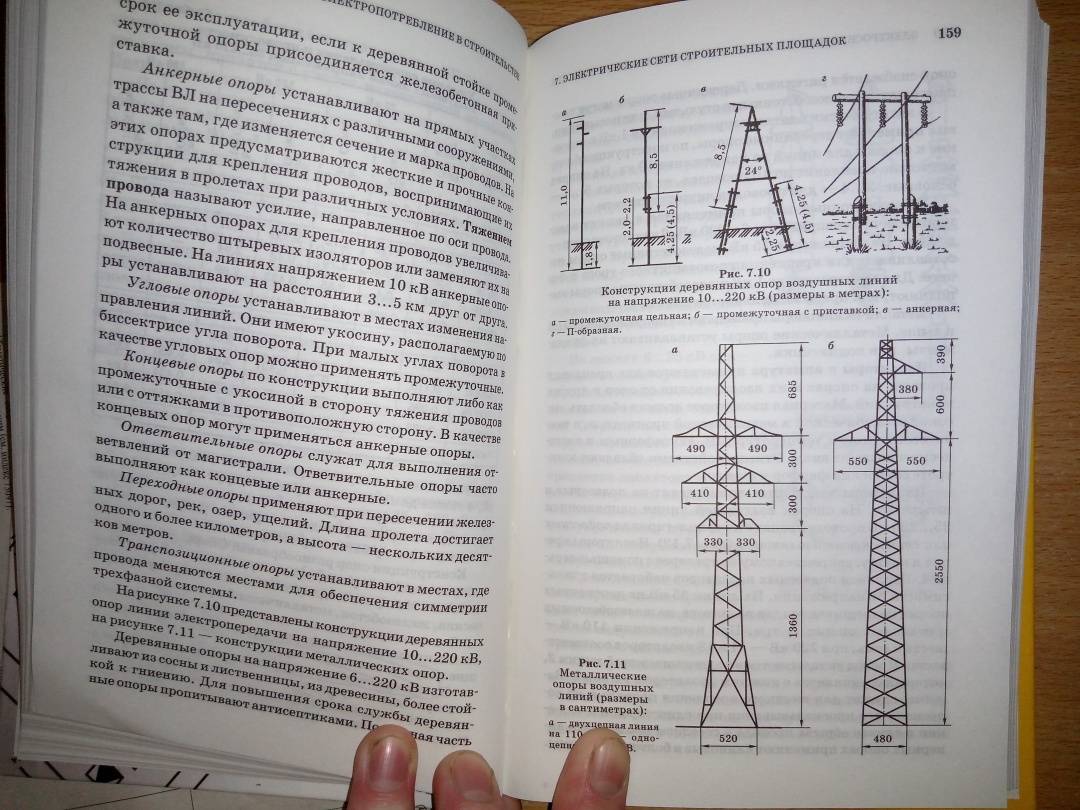 ЭЛЕКТРОПОТРЕБЛЕНИЕ В СТРОИТЕЛЬСТВЕ
срок ее эксплуатации, если к деревянной стойке проме-
жуточной опоры присоединяется железобетонная при-
ставка.
Анкерные опоры устанавливают на прямых участках
трассы ВЛ на пересечениях с различными сооружениями,
а также там, где изменяется сечение и марка проводов. На
этих опорах предусматриваются жесткие и прочные кон-
струкции для крепления проводов, воспринимающие их
тяжения в пролетах при различных условиях. Тяжением
провода называют усилие, направленное по оси провода.
На анкерных опорах для крепления проводов увеличива-
ют количество штыревых изоляторов или заменяют их на
подвесные. На линиях напряжением 10 кВ анкерные опо-
ры устанавливают на расстоянии 3...5 км друг от друга.
Угловые опоры устанавливают в местах изменения на-
правления линий. Они имеют укосину, располагаемую по
биссектрисе угла поворота. При малых углах поворота в
качестве угловых опор можно применять промежуточные.
Концевые опоры по конструкции выполняют либо как
промежуточные с укосиной в сторону тяжения проводов
или с оттяжками в противоположную сторону. В качестве
концевых опор могут применяться анкерные опоры.
Ответвительные опоры служат для выполнения от-
ветвлений от магистрали. Ответвительные опоры часто
выполняют как концевые или анкерные.
Переходные опоры применяют при пересечении желез-
ных дорог, рек, озер, ущелий. Длина пролета достигает
одного и более километров, а высота — нескольких десят-
ков метров.
Транспозиционные опоры устанавливают в местах, где
провода меняются местами для обеспечения симметрии
трехфазной системы.
На рисунке 7.10 представлены конструкции деревянных
опор линии электропередачи на напряжение 10...220 кВ,
на рисунке 7.11 — конструкции металлических опор.
Деревянные опоры на напряжение 6...220 кВ изготав-
ливают из сосны и лиственницы, из древесины, более стой-
кой к гниению. Для повышения срока службы деревян-
ные опоры пропитывают антисептиками. часть
7. ЭЛЕКТРИЧЕСКИЕ СЕТИ СТРОИТЕЛЬНЫХ ПЛОЩАДОК 159
а б в г
11,0
1,8
8,5
2.0–2,2
4,25 (4,5)
8,5
24°
4,25 (4,5)
2,25
Рис. 7.10
Конструкции деревянных опор воздушных линий
на напряжение 10...220 кВ (размеры в метрах):
а — промежуточная цельная; б — промежуточная с приставкой; в — анкерная;
г — П-образная.
а б
685
490 490
300
410 410
300
330 330
1360
520
390
380
600
550 550
2550
480
Рис. 7.11
Металлические
опоры воздушных
линий (размеры
в сантиметрах):
а — двухцепная линия
на 110 — одно-
цепн В.